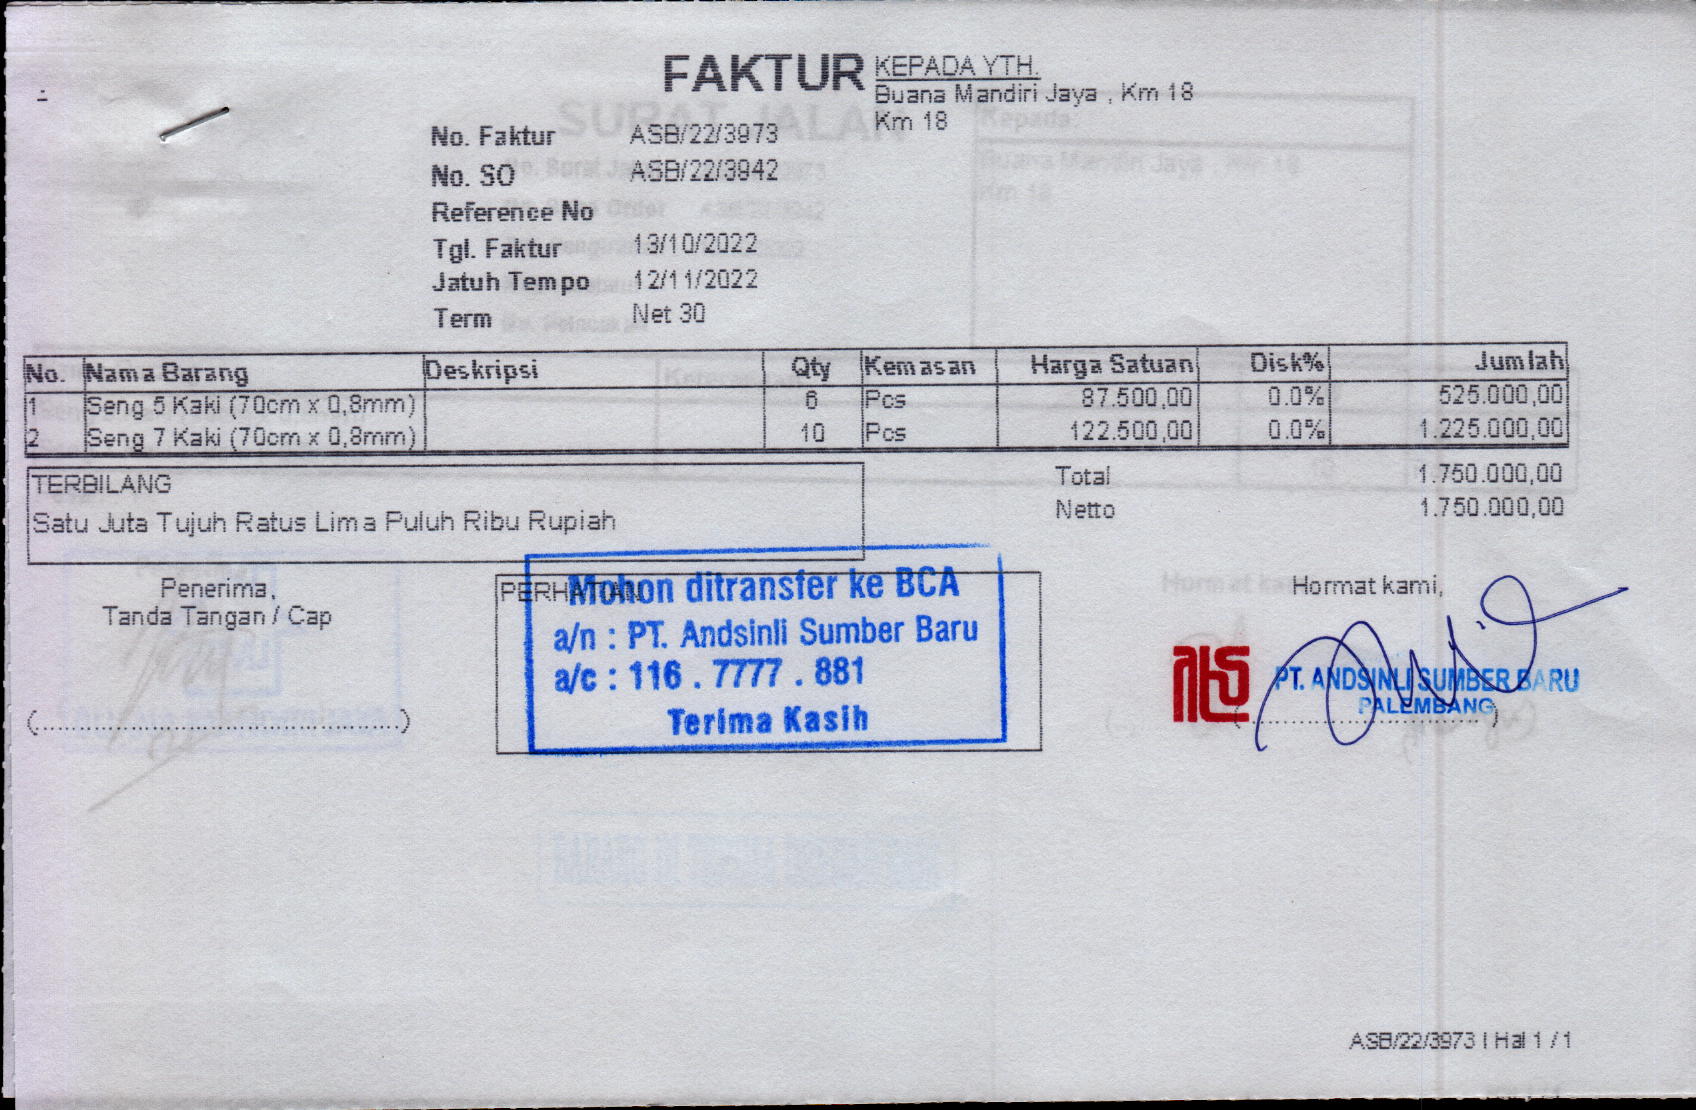 FAKTUR
KEPADA YTH.
Buana Mandiri Jaya , Km 18
Km 18
No. Faktur ASB/22/3973
No. SO ASB/22/3942
Reference No
Tgl. Faktur 13/10/2022
Jatuh Tempo 12/11/2022
Term Net 30
No. Nama Barang Deskripsi Qty Kemasan Harga Satuan Disk% Jumlah
1 Seng 5 Kaki (70cm x 0,8mm) 6 Pcs 87.500,00 0.0% 525.000,00
2 Seng 7 Kaki (70cm x 0,8mm) 10 Pcs 122.500,00 0.0% 1.225.000,00
TERBILANG
Satu Juta Tujuh Ratus Lima Puluh Ribu Rupiah
Total 1.750.000,00
Netto 1.750.000,00
Penerima,
Tanda Tangan / Cap
(..............................................)
PERHATIAN
Mohon ditransfer ke BCA
a/n : PT. Andsinli Sumber Baru
a/c : 116 . 7777 . 881
Terima Kasih
Hormat kami,
PT. ANDSINLI SUMBER BARU
PALEMBANG
ASB/22/3973 | Hal 1 / 1